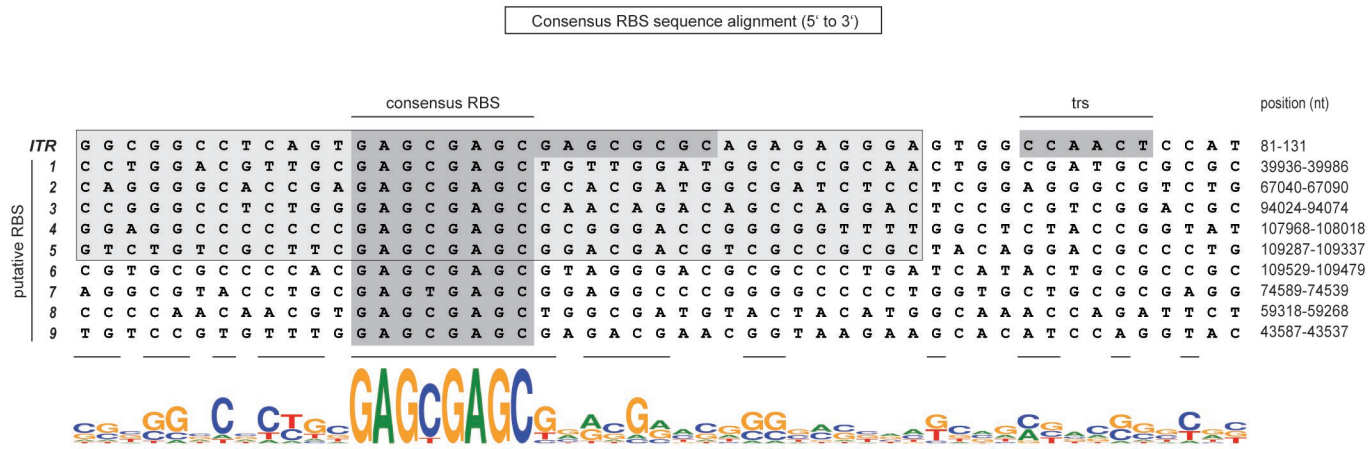 Consensus RBS sequence alignment (5‘ to 3‘)
consensus RBS trs position (nt)
ITR G G C G G C C T C A G T G A G C G A G C G A G C G C G C A G A G A G G G A G T G G C C A A C T C C A T 81-131
putative RBS
1 C C T G G A C G T T G C G A G C G A G C T G T T G G A T G G C G C G C A A C T G G C G A T G C G C G C 39936-39986
2 C A G G G G C A C C G A G A G C G A G C G C A C G A T G G C G A T C T C C T C G G A G G G C G T C T G 67040-67090
3 C C G G G C C T C T G G G A G C G A G C C A A C A G A C A G C C A G G A C T C C G C G T C G G A C G C 94024-94074
4 G G A G G C C C C C C C G A G C G A G C G C G G G A C C G G G G G T T T T G G C T C T A C C G G T A T 107968-108018
5 G T C T G T C G C T T C G A G C G A G C G G A C G A C G T C G C C G C G C T A C A G G A C G C C C T G 109287-109337
6 C G T G C G C C C C A C G A G C G A G C G T A G G G A C G C G C C C T G A T C A T A C T G C G C C G C 109529-109479
7 A G G C G T A C C T G C G A G T G A G C G G A G G C C C G G G G C C C C T G G T G C T G C G C G A G G 74589-74539
8 C C C C A A C A A C G T G A G C G A G C T G G C G A T G T A C T A C A T G G C A A A C C A G A T T C T 59318-59268
9 T G T C C G T G T T T G G A G C G A G C G A G A C G A A C G G T A A G A A G C A C A T C C A G G T A C 43587-43537
GAGCGAGC